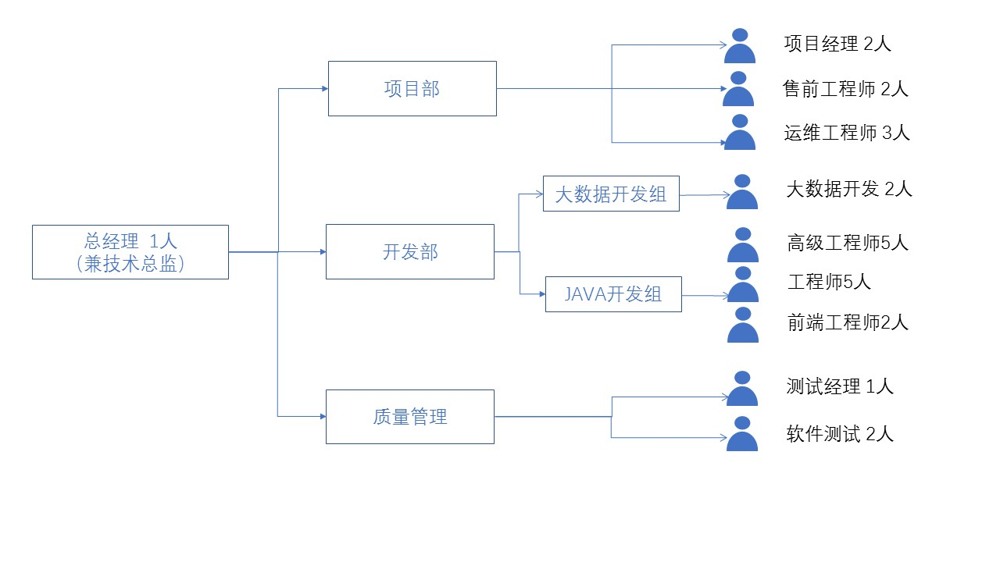 项目经理 2人
项目部
售前工程师 2人
运维工程师 3人
大数据开发组
大数据开发 2人
总经理 1人
（兼技术总监）
开发部
高级工程师5人
JAVA开发组
工程师5人
前端工程师2人
质量管理
测试经理 1人
软件测试 2人